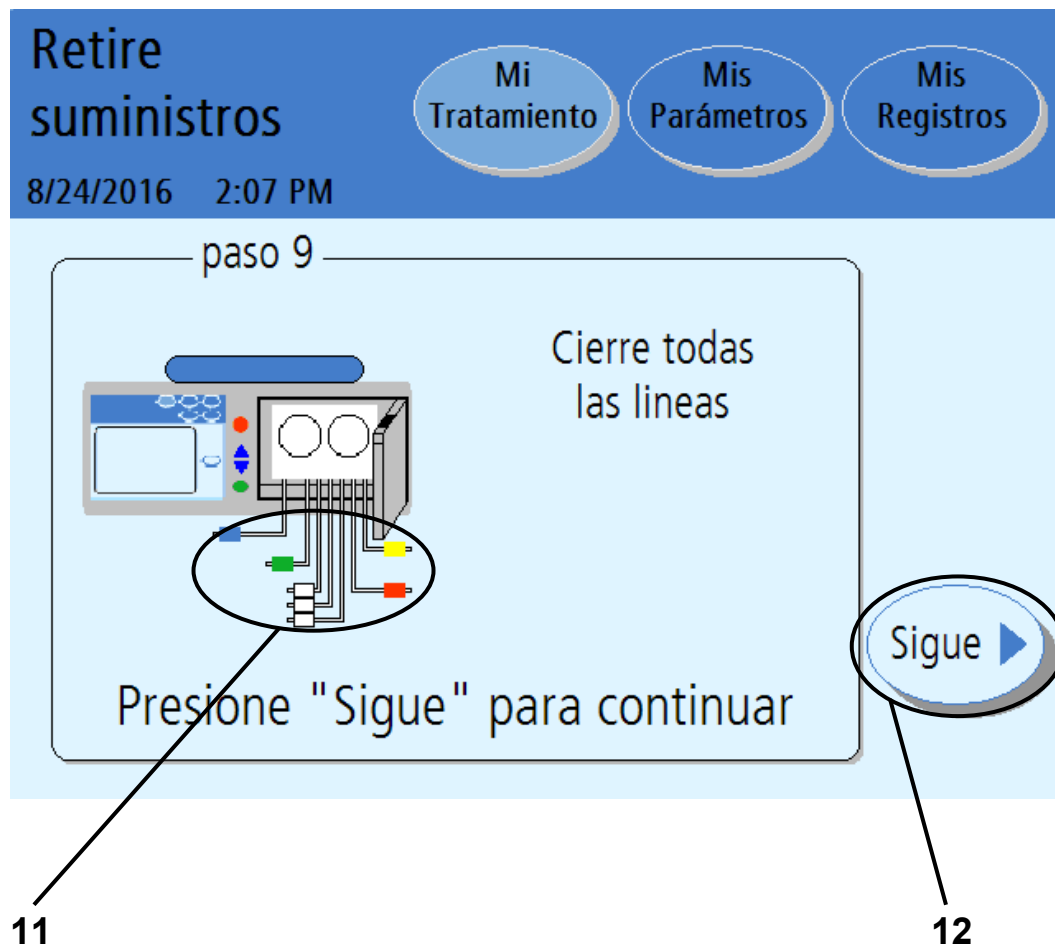 Retire
suministros
8/24/2016 2:07 PM
Mi
Tratamiento
Mis
Parámetros
Mis
Registros
paso 9
Cierre todas
las lineas
Sigue
Presione "Sigue" para continuar
11
12